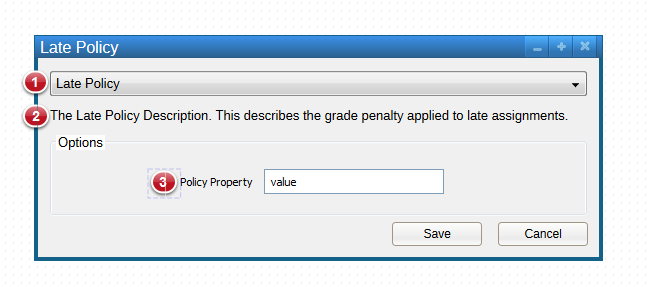 Late Policy
1 Late Policy
2 The Late Policy Description. This describes the grade penalty applied to late assignments.
Options
3 Policy Property value
Save Cancel